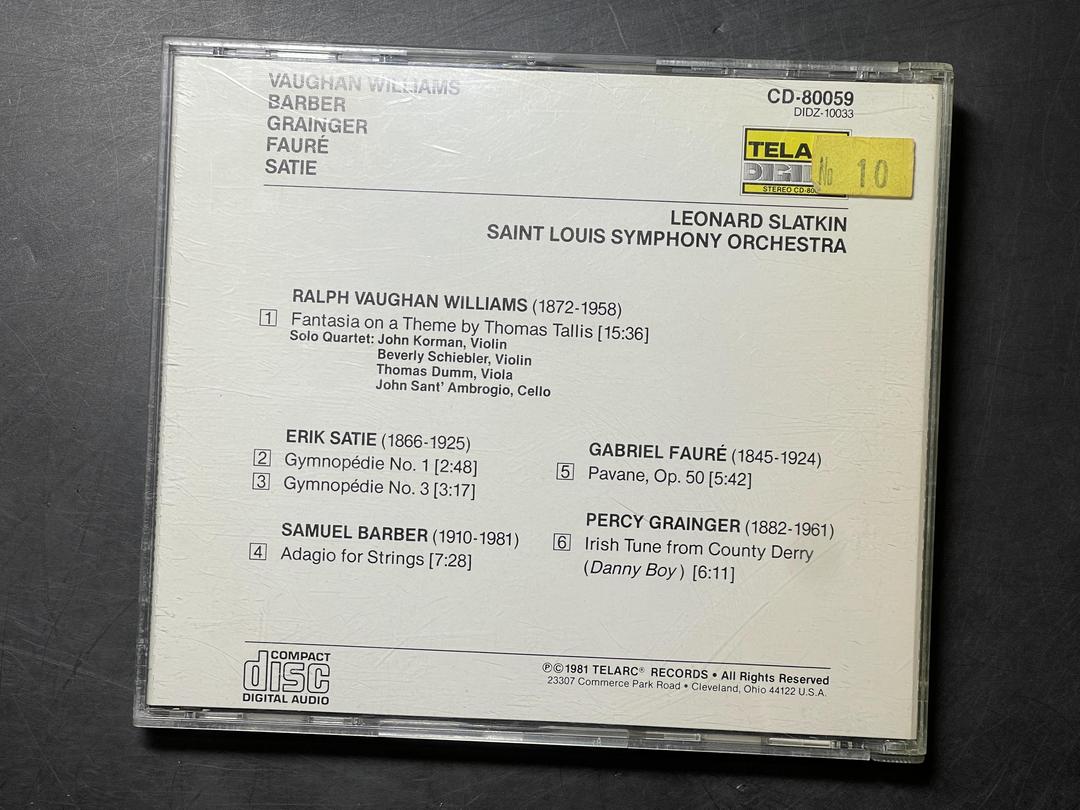 VAUGHAN WILLIAMS
BARBER
GRAINGER
FAURÉ
SATIE
CD-80059
DIDZ-10033
No 10
STEREO
LEONARD SLATKIN
SAINT LOUIS SYMPHONY ORCHESTRA
RALPH VAUGHAN WILLIAMS (1872-1958)
1 Fantasia on a Theme by Thomas Tallis [15:36]
Solo Quartet: John Korman, Violin
Beverly Schiebler, Violin
Thomas Dumm, Viola
John Sant' Ambrogio, Cello
ERIK SATIE (1866-1925)
2 Gymnopédie No. 1 [2:48]
3 Gymnopédie No. 3 [3:17]
SAMUEL BARBER (1910-1981)
4 Adagio for Strings [7:28]
GABRIEL FAURÉ (1845-1924)
5 Pavane, Op. 50 [5:42]
PERCY GRAINGER (1882-1961)
6 Irish Tune from County Derry
(Danny Boy) [6:11]
COMPACT
disc
DIGITAL AUDIO
℗©1981 TELARC® RECORDS • All Rights Reserved
23307 Commerce Park Road • Cleveland, Ohio 44122 U.S.A.